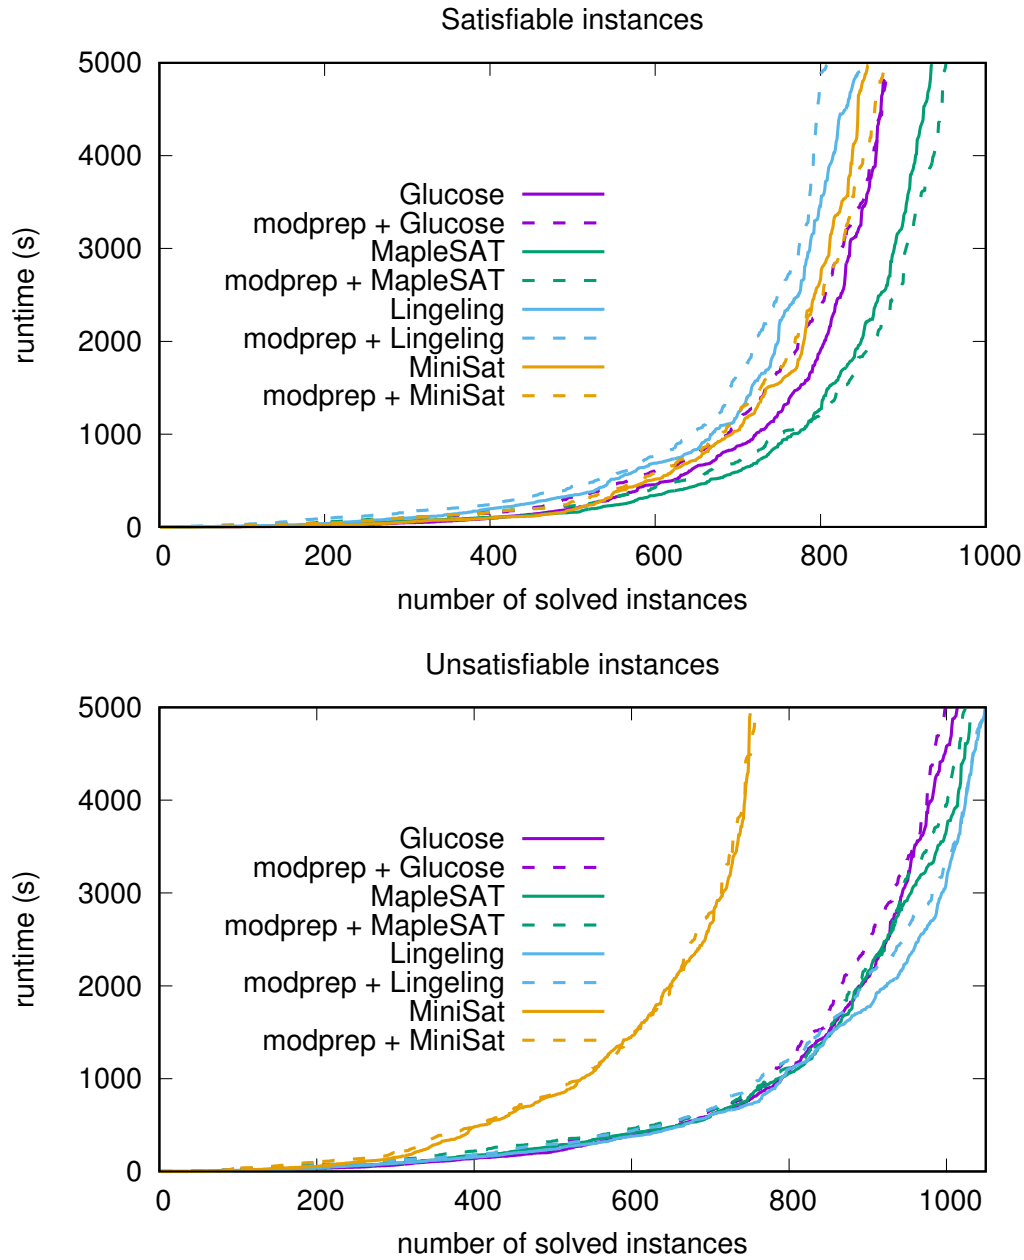 Satisfiable instances
5000
4000
3000
2000
1000
0
runtime (s)
Glucose
modprep + Glucose
MapleSAT
modprep + MapleSAT
Lingeling
modprep + Lingeling
MiniSat
modprep + MiniSat
0 200 400 600 800 1000
number of solved instances
Unsatisfiable instances
5000
4000
3000
2000
1000
0
runtime (s)
Glucose
modprep + Glucose
MapleSAT
modprep + MapleSAT
Lingeling
modprep + Lingeling
MiniSat
modprep + MiniSat
0 200 400 600 800 1000
number of solved instances